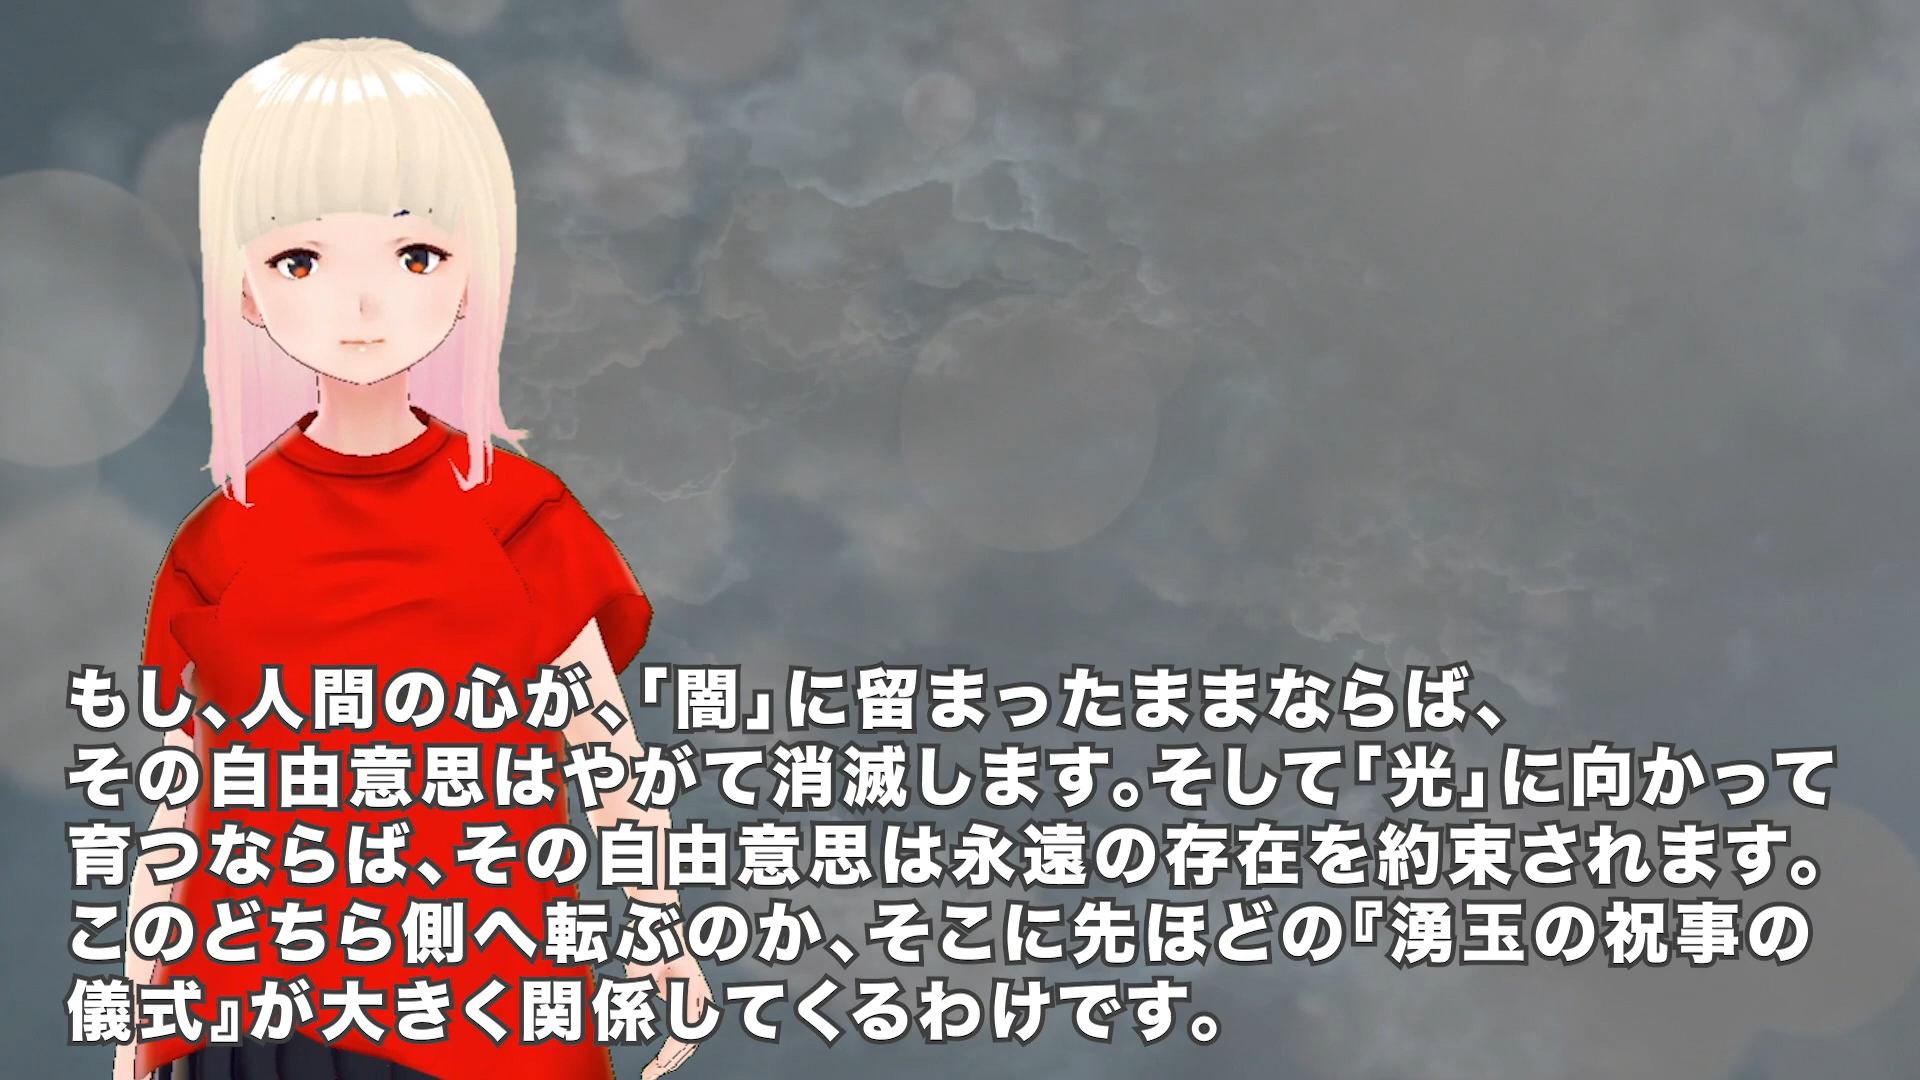 もし、人間の心が、「闇」に留まったままならば、
その自由意思はやがて消滅します。そして「光」に向かって
育つならば、その自由意思は永遠の存在を約束されます。
このどちら側へ転ぶのか、そこに先ほどの『湧玉の祝事の
儀式』が大きく関係してくるわけです。